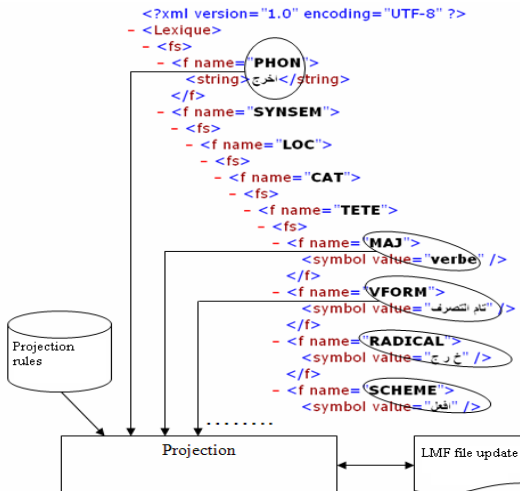 <?xml version="1.0" encoding="UTF-8" ?>
- <Lexique>
- <fs>
- <f name="PHON">
<string>اخرج</string>
</f>
- <f name="SYNSEM">
- <fs>
- <f name="LOC">
- <fs>
- <f name="CAT">
- <fs>
- <f name="TETE">
- <fs>
- <f name="MAJ">
<symbol value="verbe" />
</f>
- <f name="VFORM">
<symbol value="تام التصرف" />
</f>
- <f name="RADICAL">
<symbol value="خ ر ج" />
</f>
- <f name="SCHEME">
<symbol value="افعل" />
........
Projection
rules
Projection
LMF file update